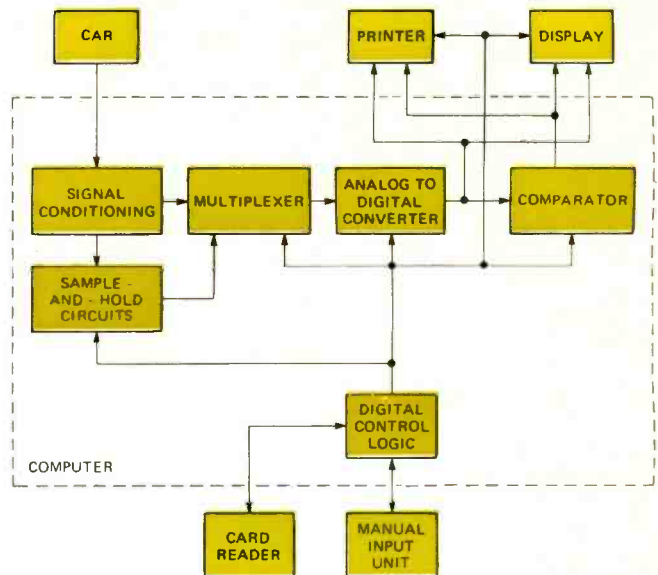 CAR
PRINTER
DISPLAY
SIGNAL
CONDITIONING
MULTIPLEXER
ANALOG TO
DIGITAL
CONVERTER
COMPARATOR
SAMPLE -
AND - HOLD
CIRCUITS
DIGITAL
CONTROL
LOGIC
COMPUTER
CARD
READER
MANUAL
INPUT
UNIT